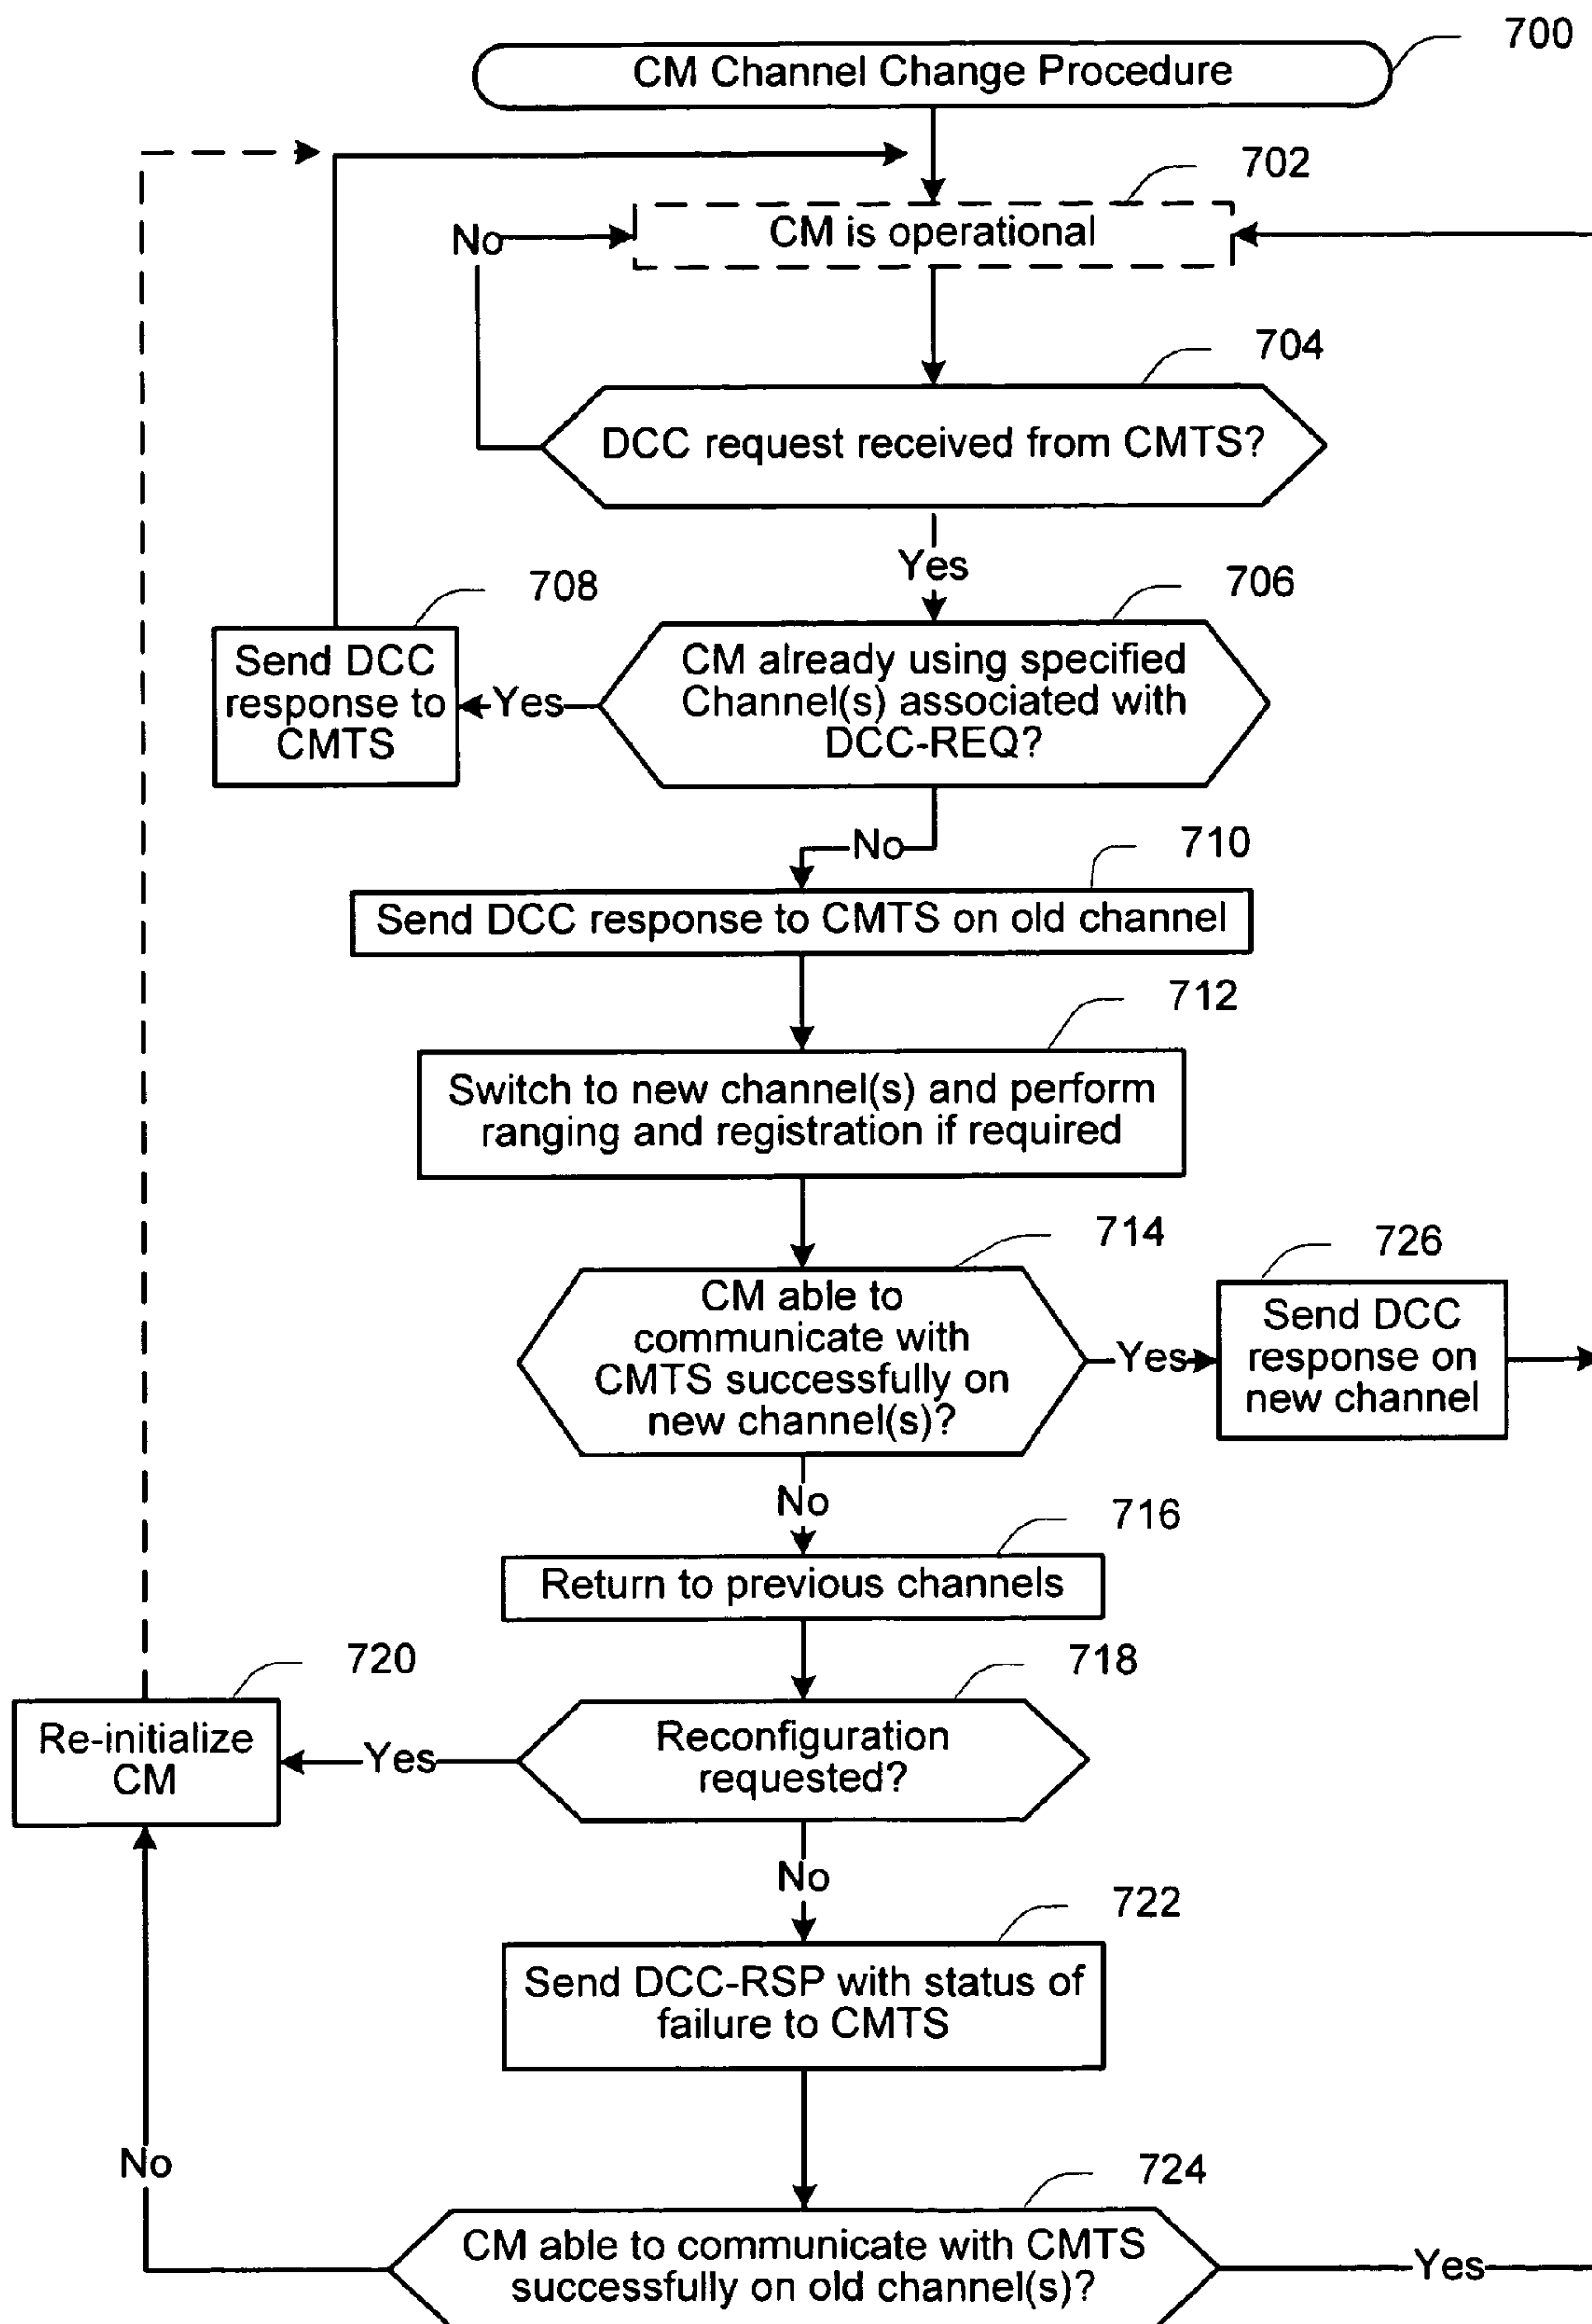 700
CM Channel Change Procedure
702
CM is operational
No
704
DCC request received from CMTS?
Yes
708
706
Send DCC
response to
CMTS
Yes
CM already using specified
Channel(s) associated with
DCC-REQ?
No
710
Send DCC response to CMTS on old channel
712
Switch to new channel(s) and perform
ranging and registration if required
714
726
CM able to
communicate with
CMTS successfully on
new channel(s)?
Yes
Send DCC
response on
new channel
No
716
Return to previous channels
720
718
Re-initialize
CM
Yes
Reconfiguration
requested?
No
722
Send DCC-RSP with status of
failure to CMTS
No
724
CM able to communicate with CMTS
successfully on old channel(s)?
Yes